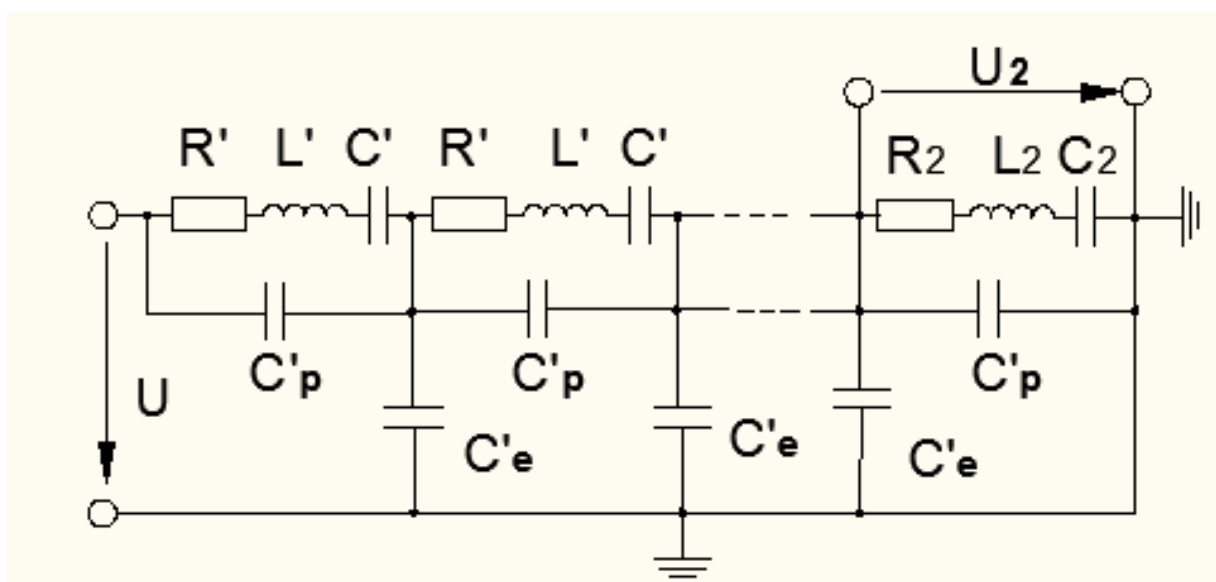 U2
R' L' C' R' L' C' R2 L2 C2
C'p C'p C'p
U
C'e C'e C'e